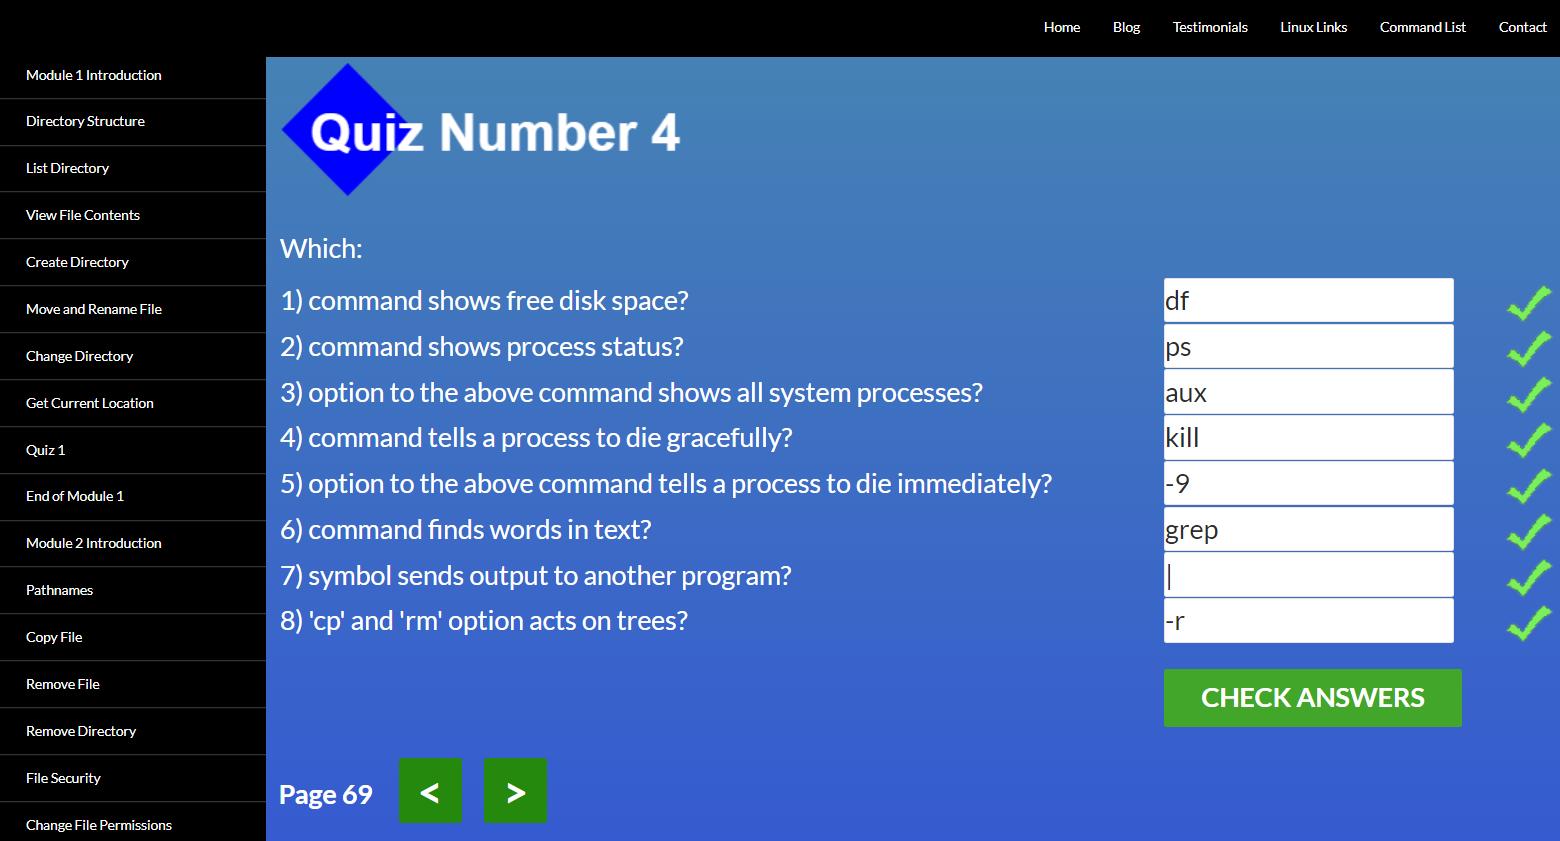 Home Blog Testimonials Linux Links Command List Contact
Module 1 Introduction
Directory Structure
List Directory
View File Contents
Create Directory
Move and Rename File
Change Directory
Get Current Location
Quiz 1
End of Module 1
Module 2 Introduction
Pathnames
Copy File
Remove File
Remove Directory
File Security
Change File Permissions
Quiz Number 4
Which:
1) command shows free disk space? df
2) command shows process status? ps
3) option to the above command shows all system processes? aux
4) command tells a process to die gracefully? kill
5) option to the above command tells a process to die immediately? -9
6) command finds words in text? grep
7) symbol sends output to another program? |
8) 'cp' and 'rm' option acts on trees? -r
CHECK ANSWERS
Page 69 < >